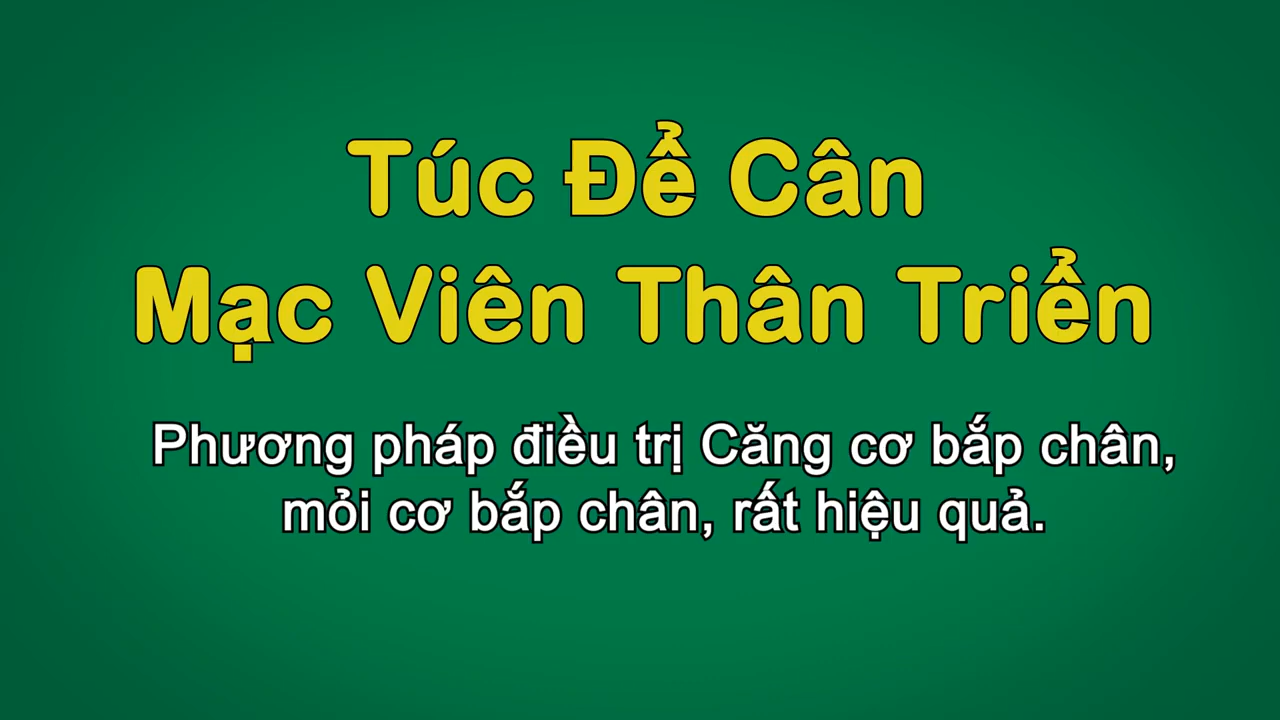 Túc Để Cân
Mạc Viên Thân Triển
Phương pháp điều trị Căng cơ bắp chân,
mỏi cơ bắp chân, rất hiệu quả.